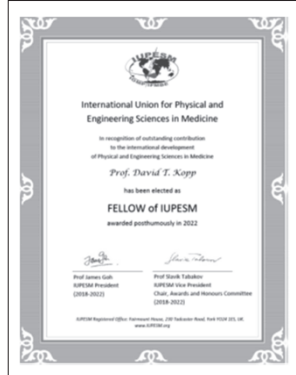 IUPESM
International Union for Physical and
Engineering Sciences in Medicine
In recognition of outstanding contribution
to the international development
of Physical and Engineering Sciences in Medicine
Prof. David T. Kopp
has been elected as
FELLOW of IUPESM
awarded posthumously in 2022
Prof James Goh
IUPESM President
(2018-2022)
Prof Slavik Tabakov
IUPESM Vice President
Chair, Awards and Honours Committee
(2018-2022)
IUPESM Registered Office: Fairmount House, 230 Tadcaster Road, York YO24 1ES, UK
www.IUPESM.org